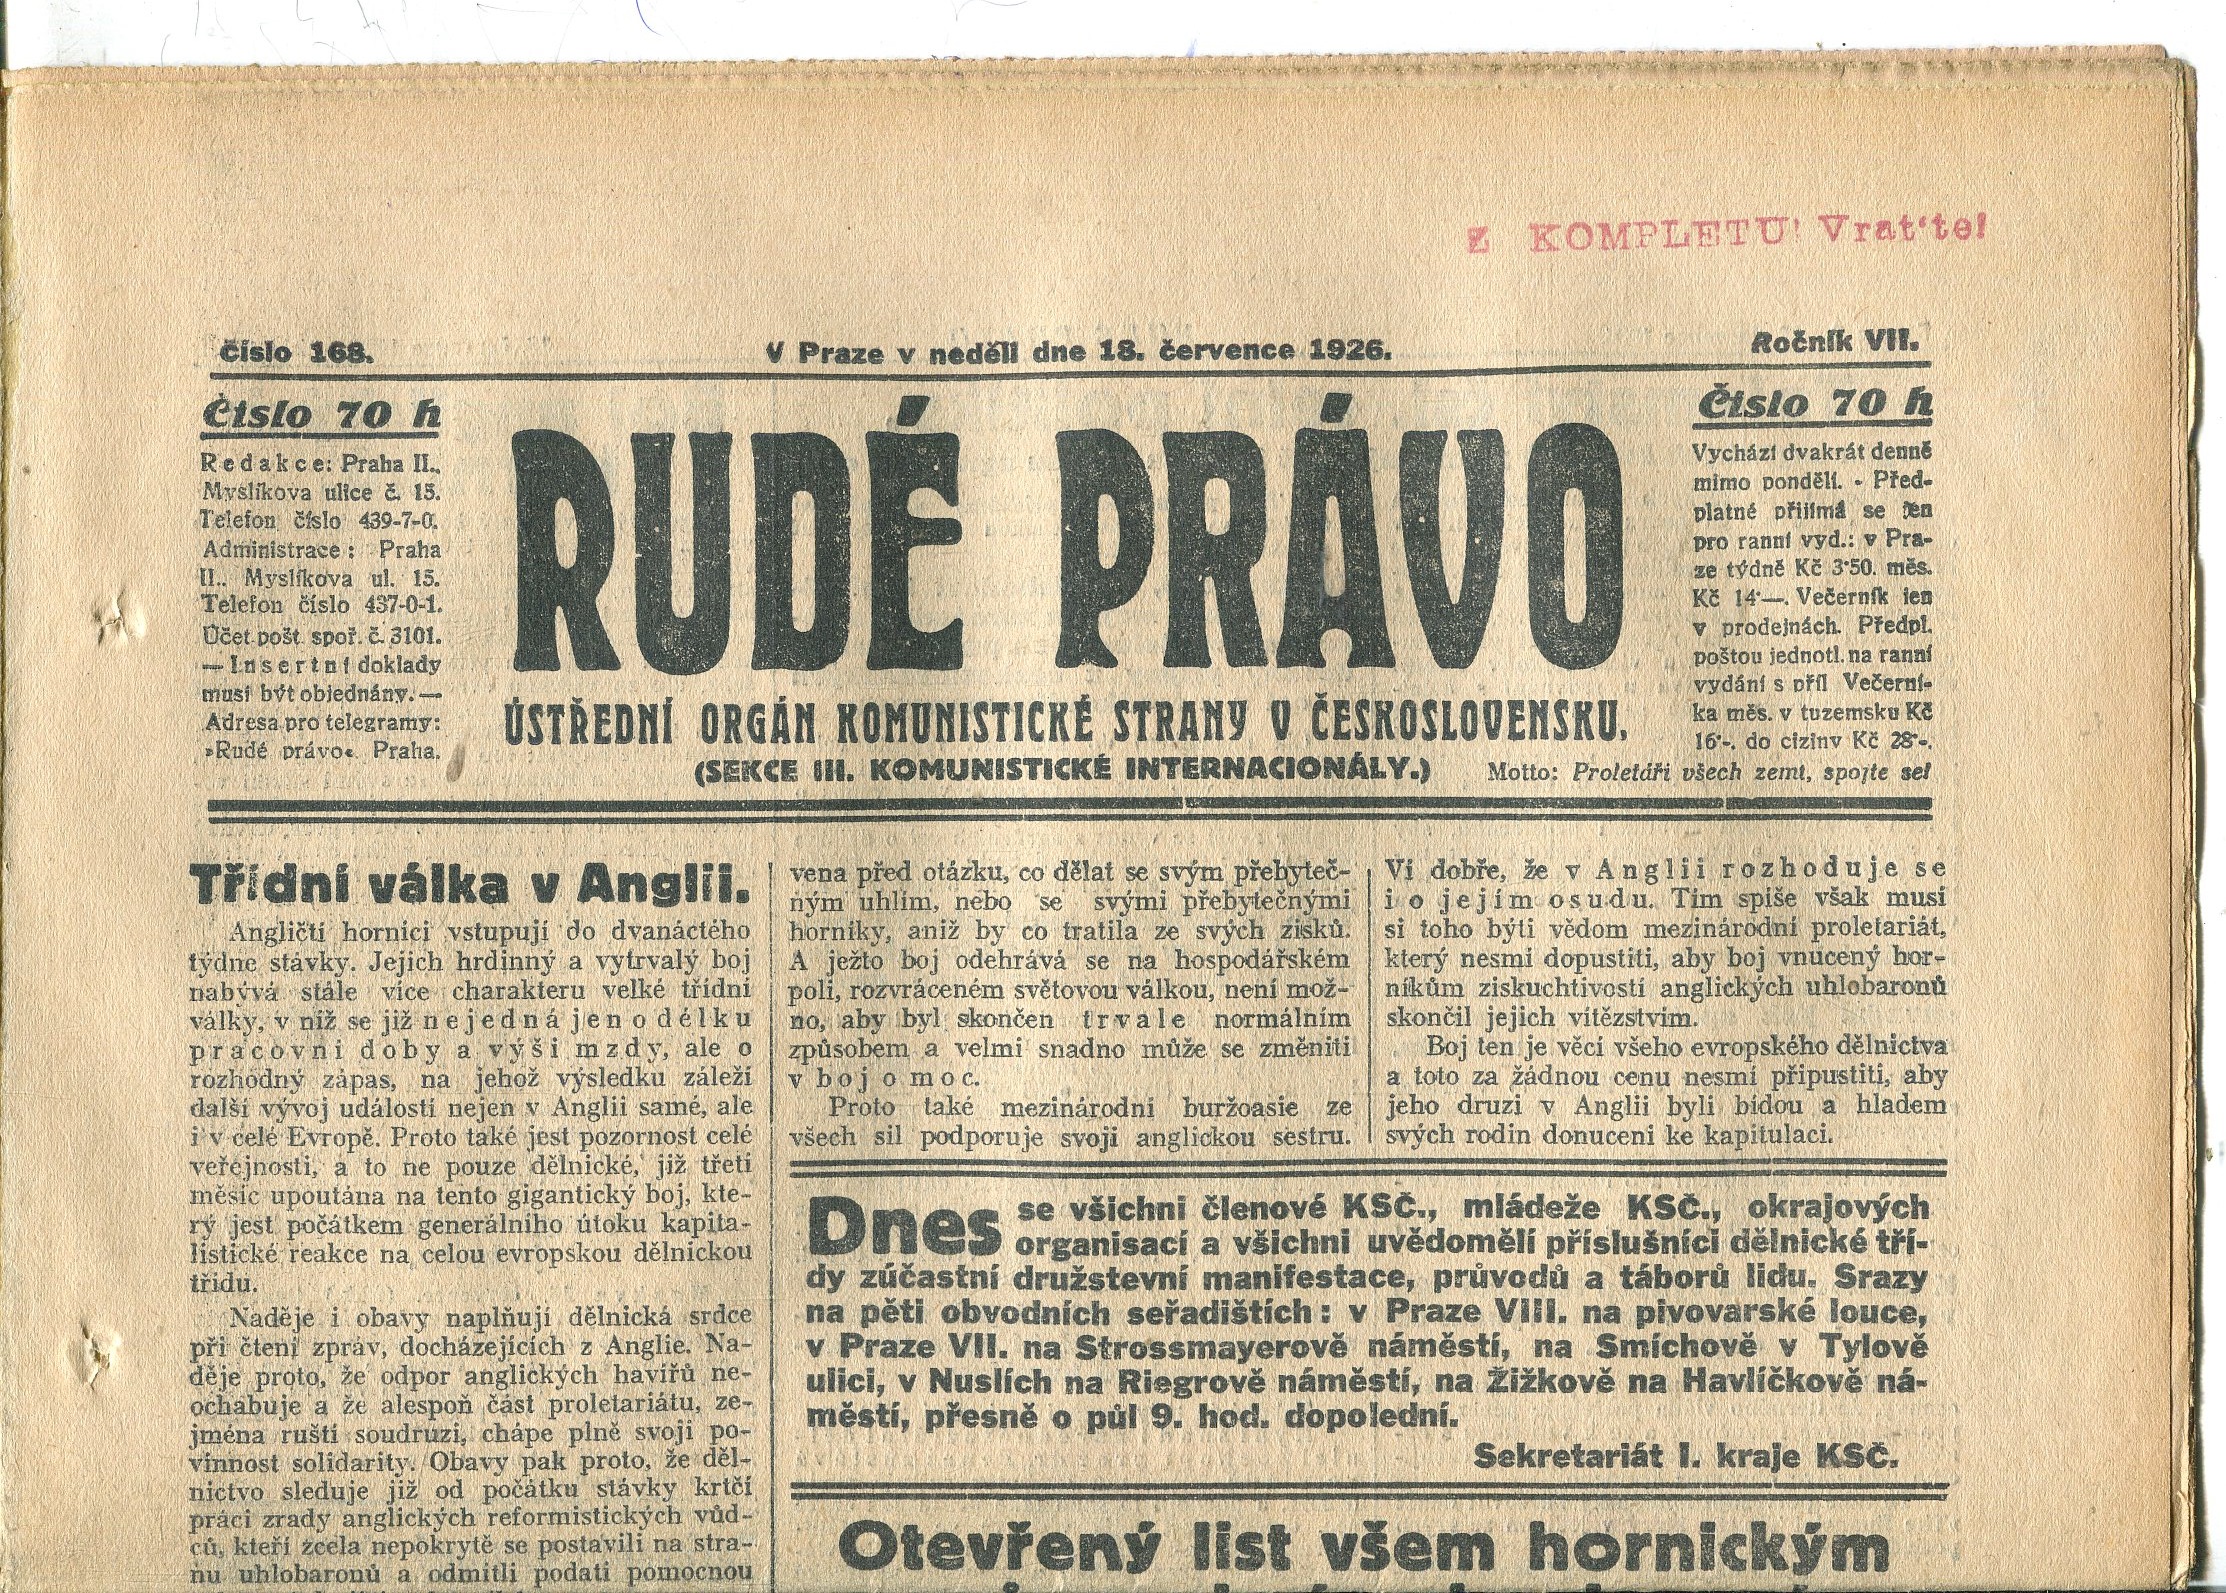 Z KOMPLETU! Vrat'te!
Číslo 168.
V Praze v neděli dne 18. července 1926.
Ročník VII.
Číslo 70 h
Redakce: Praha II.,
Myslíkova ulice č. 15.
Telefon číslo 439-7-0.
Administrace: Praha
II., Myslíkova ul. 15.
Telefon číslo 437-0-1.
Účet pošt. spoř. č. 3101.
— Insertní doklady
musí být objednány. —
Adresa pro telegramy:
»Rudé právo« Praha.
RUDÉ PRÁVO
ÚSTŘEDNÍ ORGÁN KOMUNISTICKÉ STRANY V ČESKOSLOVENSKU.
(SEKCE III. KOMUNISTICKÉ INTERNACIONÁLY.)
Motto: Proletáři všech zemí, spojte se!
Číslo 70 h
Vychází dvakrát denně
mimo pondělí. - Před-
platné přijímá se jen
pro ranní vyd.: v Pra-
ze týdně Kč 3·50. měs.
Kč 14·—. Večerník jen
v prodejnách. Předpl.
poštou jednotl. na ranní
vydání s příl Večerní-
ka měs. v tuzemsku Kč
16·-. do ciziny Kč 28·-.
Třídní válka v Anglii.
Angličtí horníci vstupují do dvanáctého
týdne stávky. Jejich hrdinný a vytrvalý boj
nabývá stále více charakteru velké třídní
války, v níž se již nejedná jen o délku
pracovní doby a výši mzdy, ale o
rozhodný zápas, na jehož výsledku záleží
další vývoj událostí nejen v Anglii samé, ale
i v celé Evropě. Proto také jest pozornost celé
veřejnosti, a to ne pouze dělnické, již třetí
měsíc upoutána na tento gigantický boj, kte-
rý jest počátkem generálního útoku kapita-
listické reakce na celou evropskou dělnickou
třídu.
Naděje i obavy naplňují dělnická srdce
při čtení zpráv, docházejících z Anglie. Na-
děje proto, že odpor anglických havířů ne-
ochabuje a že alespoň část proletariátu, ze-
jména ruští soudruzi, chápe plně svoji po-
vinnost solidarity. Obavy pak proto, že děl-
nictvo sleduje již od počátku stávky krtčí
práci zrady anglických reformistických vůd-
ců, kteří zcela nepokrytě se postavili na stra-
nu uhlobaronů a odmítli podati pomocnou
vena před otázku, co dělat se svým přebyteč-
ným uhlím, nebo se svými přebytečnými
horníky, aniž by co tratila ze svých zisků.
A ježto boj odehrává se na hospodářském
poli, rozvráceném světovou válkou, není mož-
no, aby byl skončen trvale normálním
způsobem a velmi snadno může se změniti
v boj o moc.
Proto také mezinárodní buržoasie ze
všech sil podporuje svoji anglickou sestru.
Ví dobře, že v Anglii rozhoduje se
i o jejím osudu. Tím spíše však musí
si toho býti vědom mezinárodní proletariát,
který nesmí dopustiti, aby boj vnucený hor-
níkům ziskuchtivostí anglických uhlobaronů
skončil jejich vítězstvím.
Boj ten je věcí všeho evropského dělnictva
a toto za žádnou cenu nesmí připustiti, aby
jeho druzi v Anglii byli bídou a hladem
svých rodin donuceni ke kapitulaci.
Dnes se všichni členové KSČ., mládeže KSČ., okrajových
organisací a všichni uvědomělí příslušníci dělnické tří-
dy zúčastní družstevní manifestace, průvodů a táborů lidu. Srazy
na pěti obvodních seřadištích: v Praze VIII. na pivovarské louce,
v Praze VII. na Strossmayerově náměstí, na Smíchově v Tylově
ulici, v Nuslích na Riegrově náměstí, na Žižkově na Havlíčkově ná-
městí, přesně o půl 9. hod. dopolední.
Sekretariát I. kraje KSČ.
Otevřený list všem hornickým